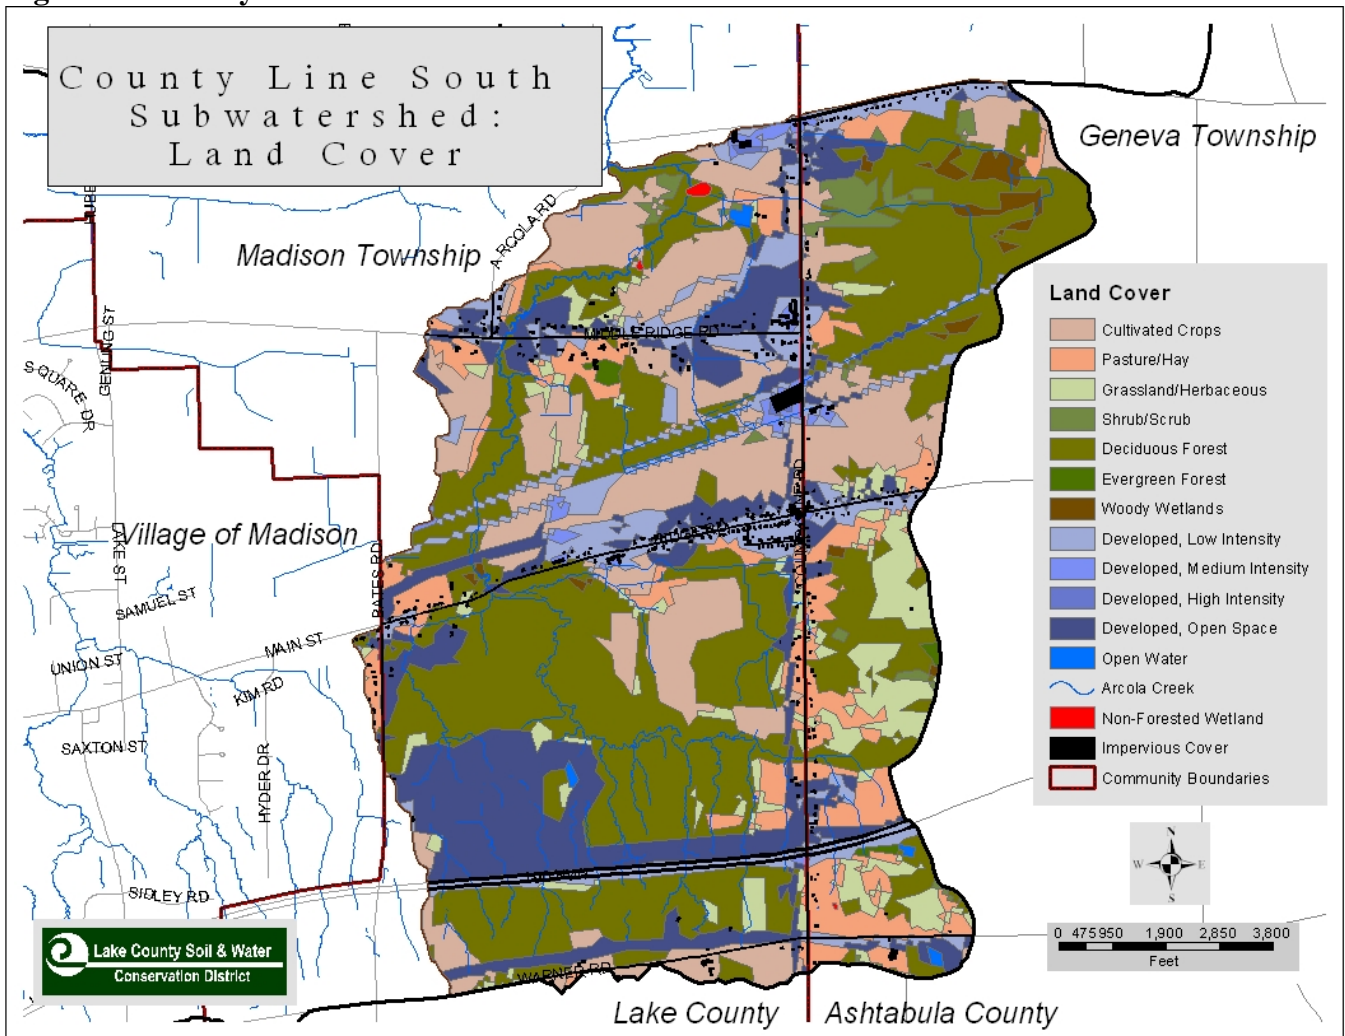 County Line South
Subwatershed:
Land Cover
Geneva Township
Madison Township
ARCOLA RD
MIDDLE RIDGE RD
GENUNG ST
S QUARE DR
Village of Madison
LAKE ST
BATES RD
SAMUEL ST
MAIN ST
UNION ST
KIM RD
SAXTON ST
HYDER DR
SIDLEY RD
WARNER RD
Land Cover
Cultivated Crops
Pasture/Hay
Grassland/Herbaceous
Shrub/Scrub
Deciduous Forest
Evergreen Forest
Woody Wetlands
Developed, Low Intensity
Developed, Medium Intensity
Developed, High Intensity
Developed, Open Space
Open Water
Arcola Creek
Non-Forested Wetland
Impervious Cover
Community Boundaries
N
W E
S
0 475 950 1,900 2,850 3,800
Feet
Lake County Soil & Water
Conservation District
Lake County
Ashtabula County